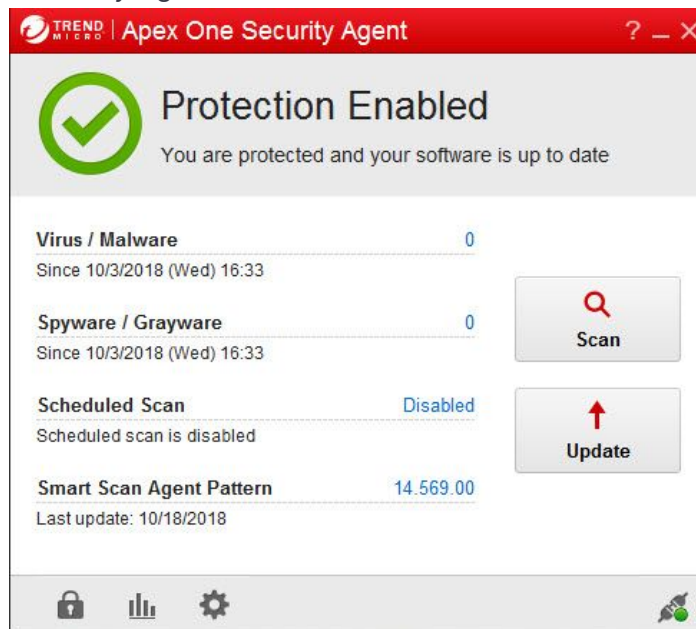 TREND MICRO | Apex One Security Agent ? _ X
Protection Enabled
You are protected and your software is up to date
Virus / Malware 0
Since 10/3/2018 (Wed) 16:33
Spyware / Grayware 0
Since 10/3/2018 (Wed) 16:33
Scan
Scheduled Scan Disabled
Scheduled scan is disabled
Update
Smart Scan Agent Pattern 14.569.00
Last update: 10/18/2018